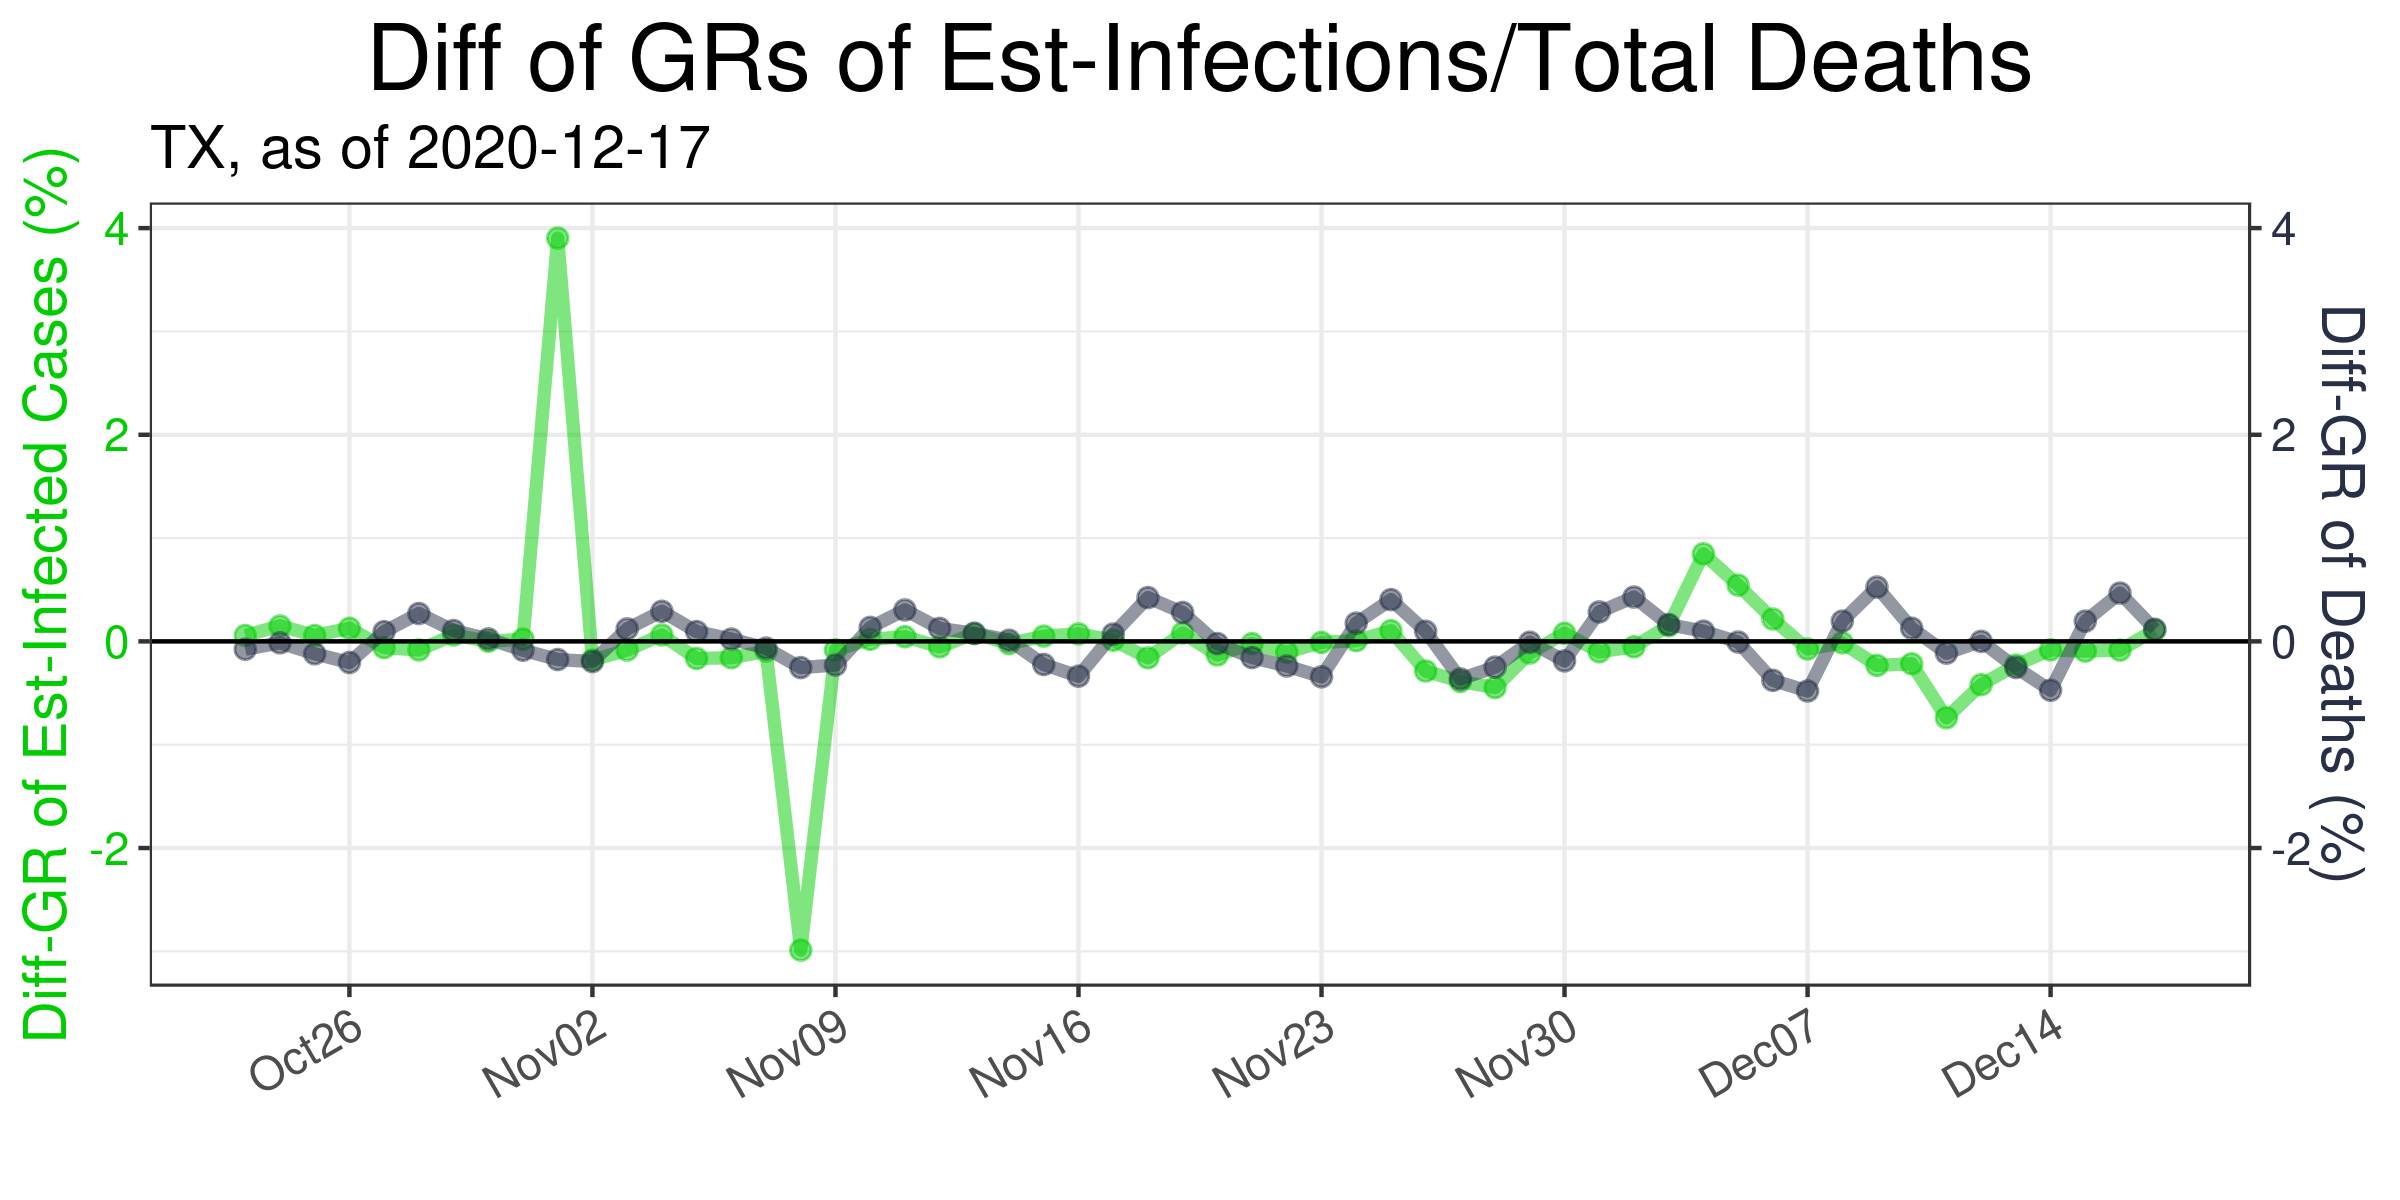 Diff of GRs of Est-Infections/Total Deaths
TX, as of 2020-12-17
Diff-GR of Est-Infected Cases (%)
4
2
0
-2
4
2
0
-2
Diff-GR of Deaths (%)
Oct26
Nov02
Nov09
Nov16
Nov23
Nov30
Dec07
Dec14